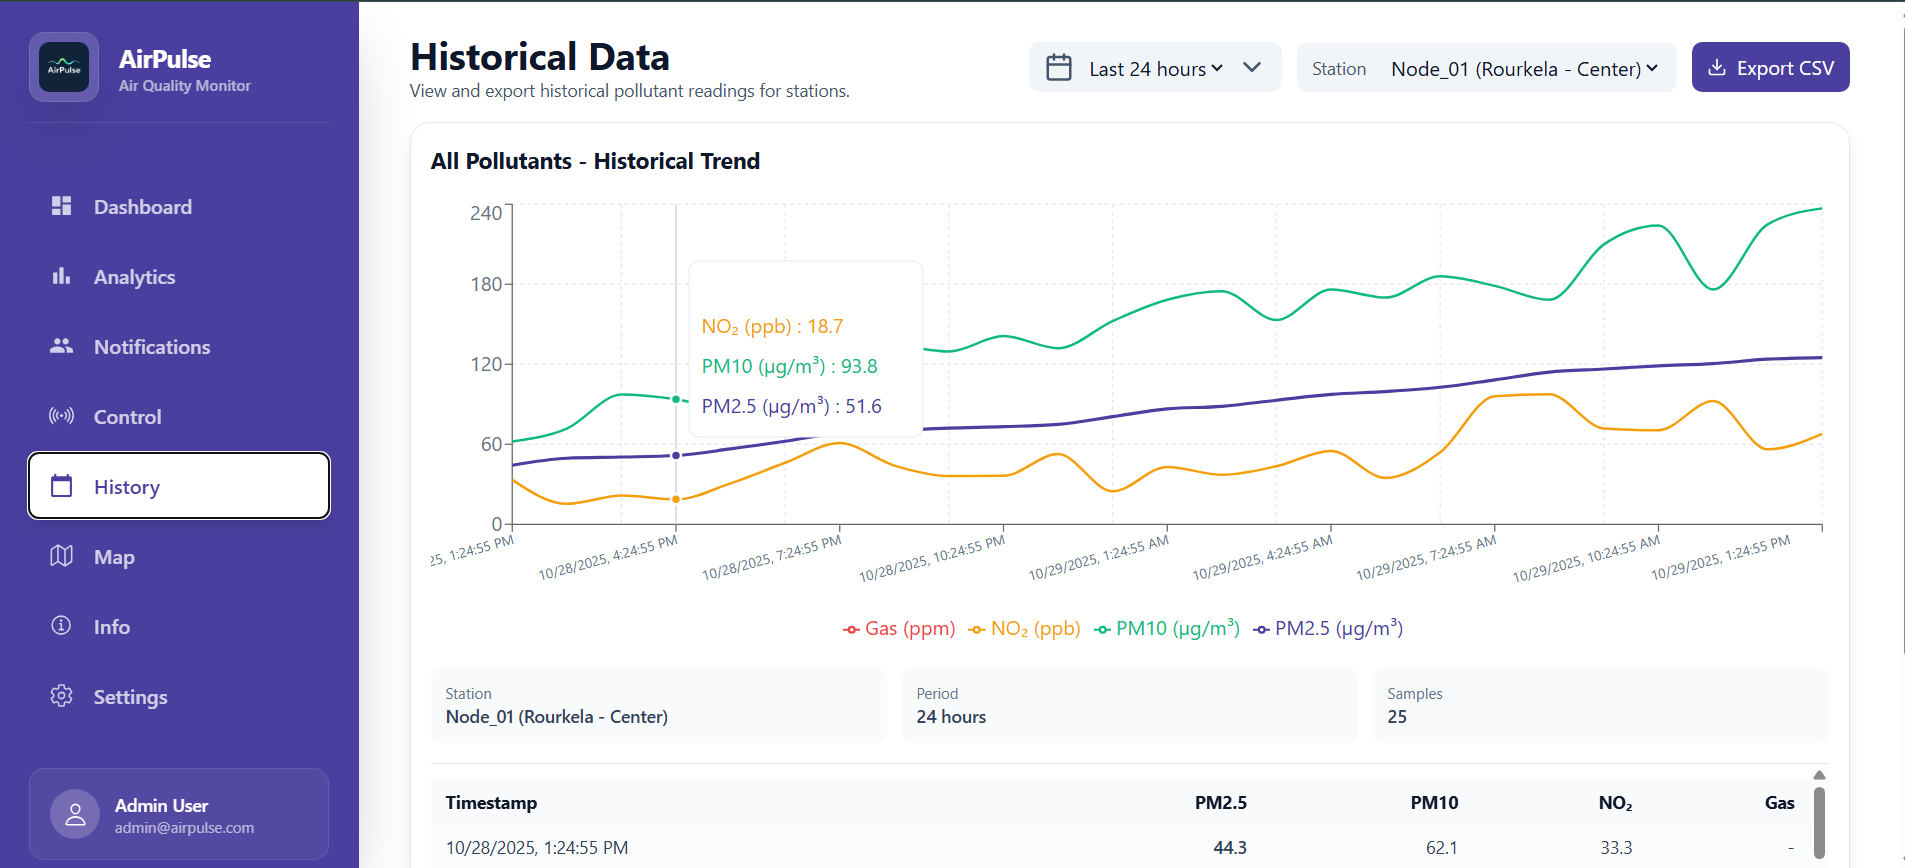 AirPulse
AirPulse
Air Quality Monitor
Dashboard
Analytics
Notifications
Control
History
Map
Info
Settings
Admin User
admin@airpulse.com
Historical Data
View and export historical pollutant readings for stations.
Last 24 hours
Station Node_01 (Rourkela - Center)
Export CSV
All Pollutants - Historical Trend
240
180
120
60
0
NO₂ (ppb) : 18.7
PM10 (µg/m³) : 93.8
PM2.5 (µg/m³) : 51.6
25, 1:24:55 PM
10/28/2025, 4:24:55 PM
10/28/2025, 7:24:55 PM
10/28/2025, 10:24:55 PM
10/29/2025, 1:24:55 AM
10/29/2025, 4:24:55 AM
10/29/2025, 7:24:55 AM
10/29/2025, 10:24:55 AM
10/29/2025, 1:24:55 PM
Gas (ppm) NO₂ (ppb) PM10 (µg/m³) PM2.5 (µg/m³)
Station
Node_01 (Rourkela - Center)
Period
24 hours
Samples
25
Timestamp PM2.5 PM10 NO₂ Gas
10/28/2025, 1:24:55 PM 44.3 62.1 33.3 -